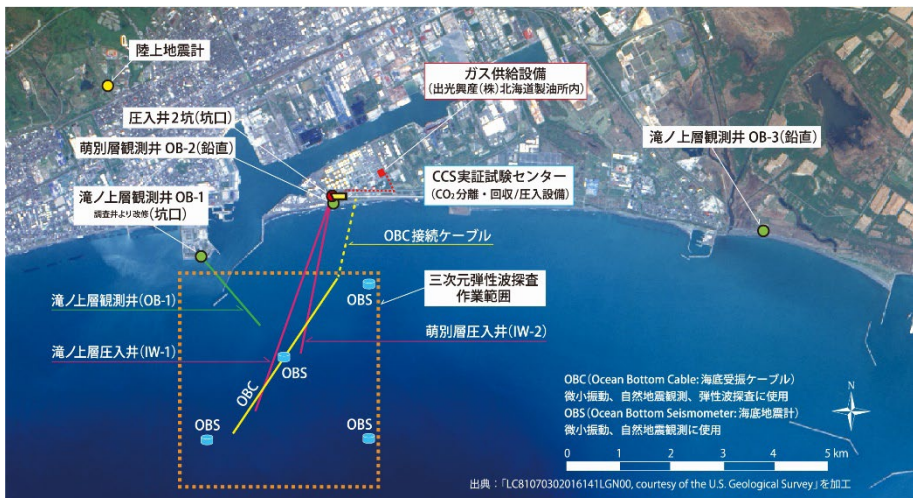 陸上地震計
ガス供給設備
(出光興産(株)北海道製油所内)
圧入井2坑(坑口)
萌別層観測井 OB-2(鉛直)
滝ノ上層観測井 OB-3(鉛直)
CCS実証試験センター
(CO₂分離・回収/圧入設備)
滝ノ上層観測井 OB-1
調査井より改修(坑口)
OBC接続ケーブル
三次元弾性波探査
作業範囲
OBS
滝ノ上層観測井(OB-1)
萌別層圧入井(IW-2)
滝ノ上層圧入井(IW-1)
OBS
OBC
OBS
OBS
OBC(Ocean Bottom Cable:海底受振ケーブル)
微小振動、自然地震観測、弾性波探査に使用
OBS(Ocean Bottom Seismometer:海底地震計)
微小振動、自然地震観測に使用
N
0 1 2 3 4 5 km
出典:「LC81070302016141LGN00, courtesy of the U.S. Geological Survey」を加工